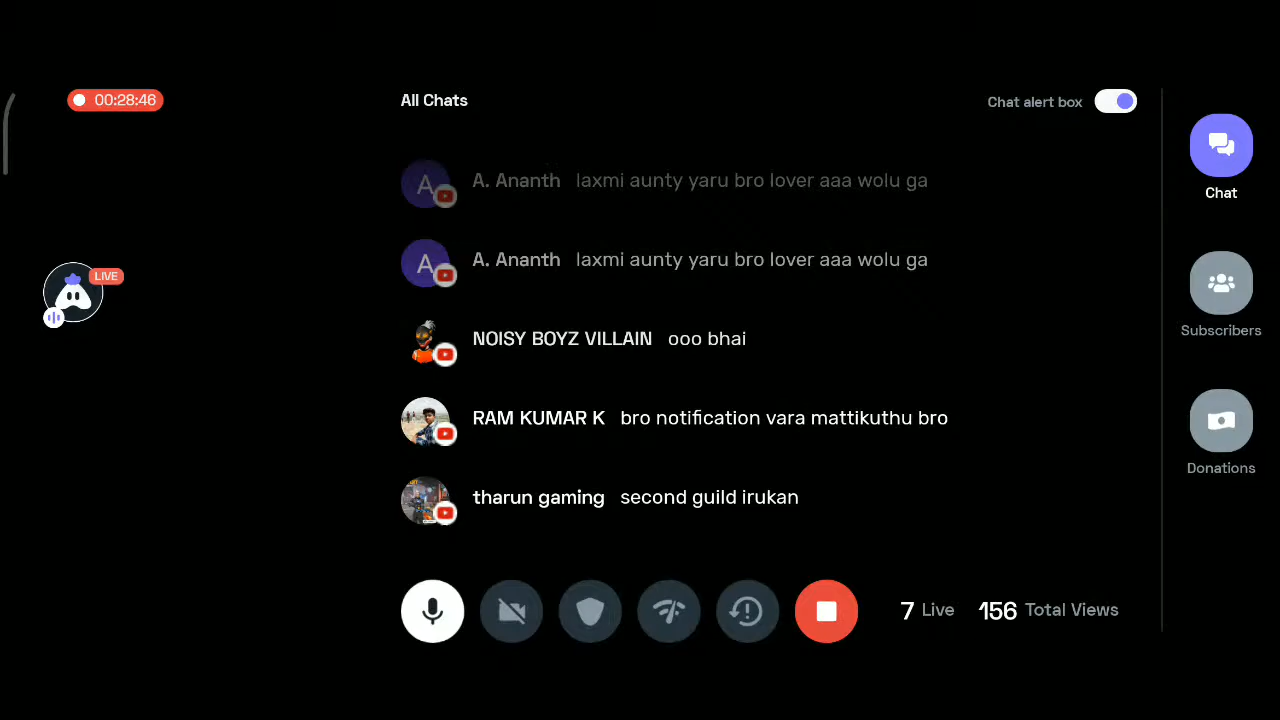 00:28:46
All Chats
Chat alert box
A. Ananth laxmi aunty yaru bro lover aaa wolu ga
A. Ananth laxmi aunty yaru bro lover aaa wolu ga
NOISY BOYZ VILLAIN ooo bhai
RAM KUMAR K bro notification vara mattikuthu bro
tharun gaming second guild irukan
7 Live 156 Total Views
LIVE
Chat
Subscribers
Donations
A
A